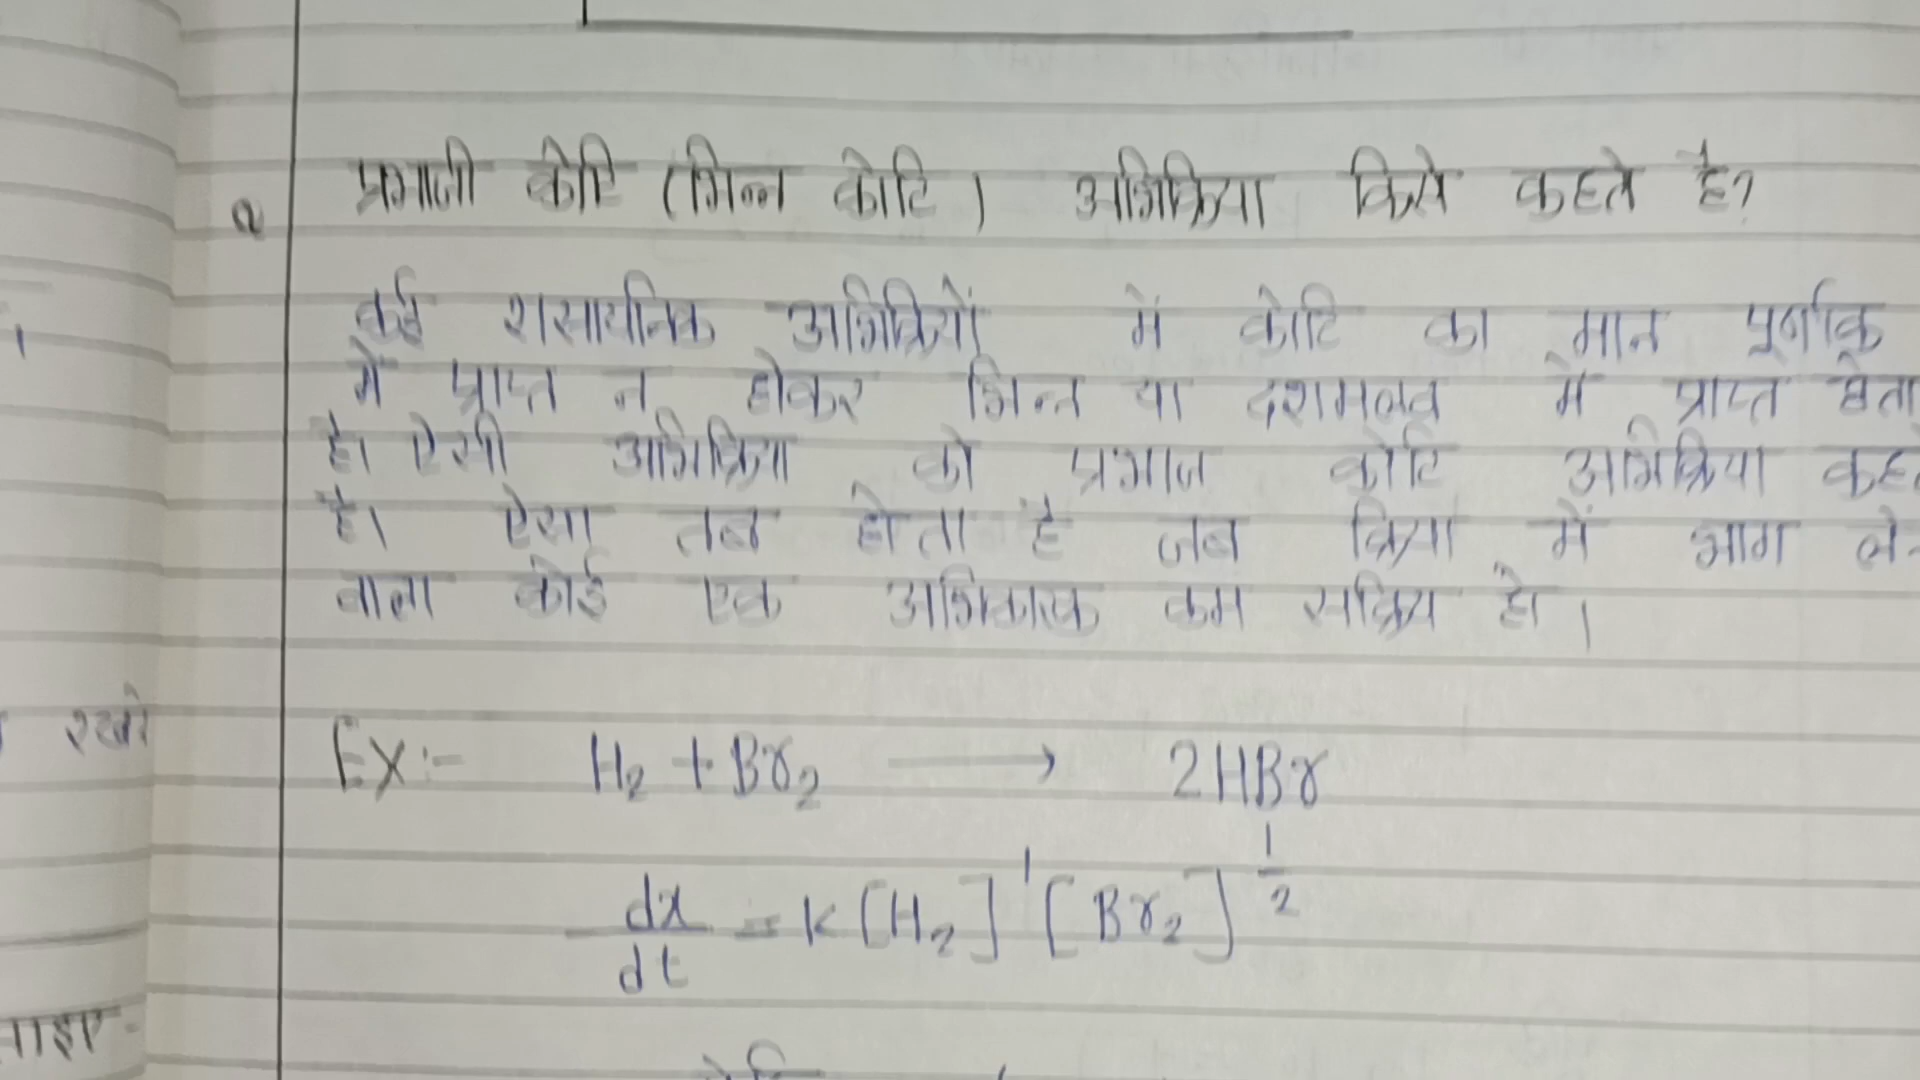 Q प्रभाजी कोटि (भिन्न कोटि) अभिक्रिया किसे कहते है?
कई रासायनिक अभिक्रियों में कोटि का मान पूर्णाक
में प्राप्त न होकर भिन्न या दशमलव में प्राप्त होता
है। ऐसी अभिक्रिया को प्रभाज कोटि अभिक्रिया
है। ऐसा तब होता है जब क्रिया में भाग
वाला कोई एक अभिकारक कम सक्रिय हो।
रखो
Ex:- H₂ + Br₂ ⟶ 2HBr
-dx/dt = K[H₂]¹[Br₂]^1/2